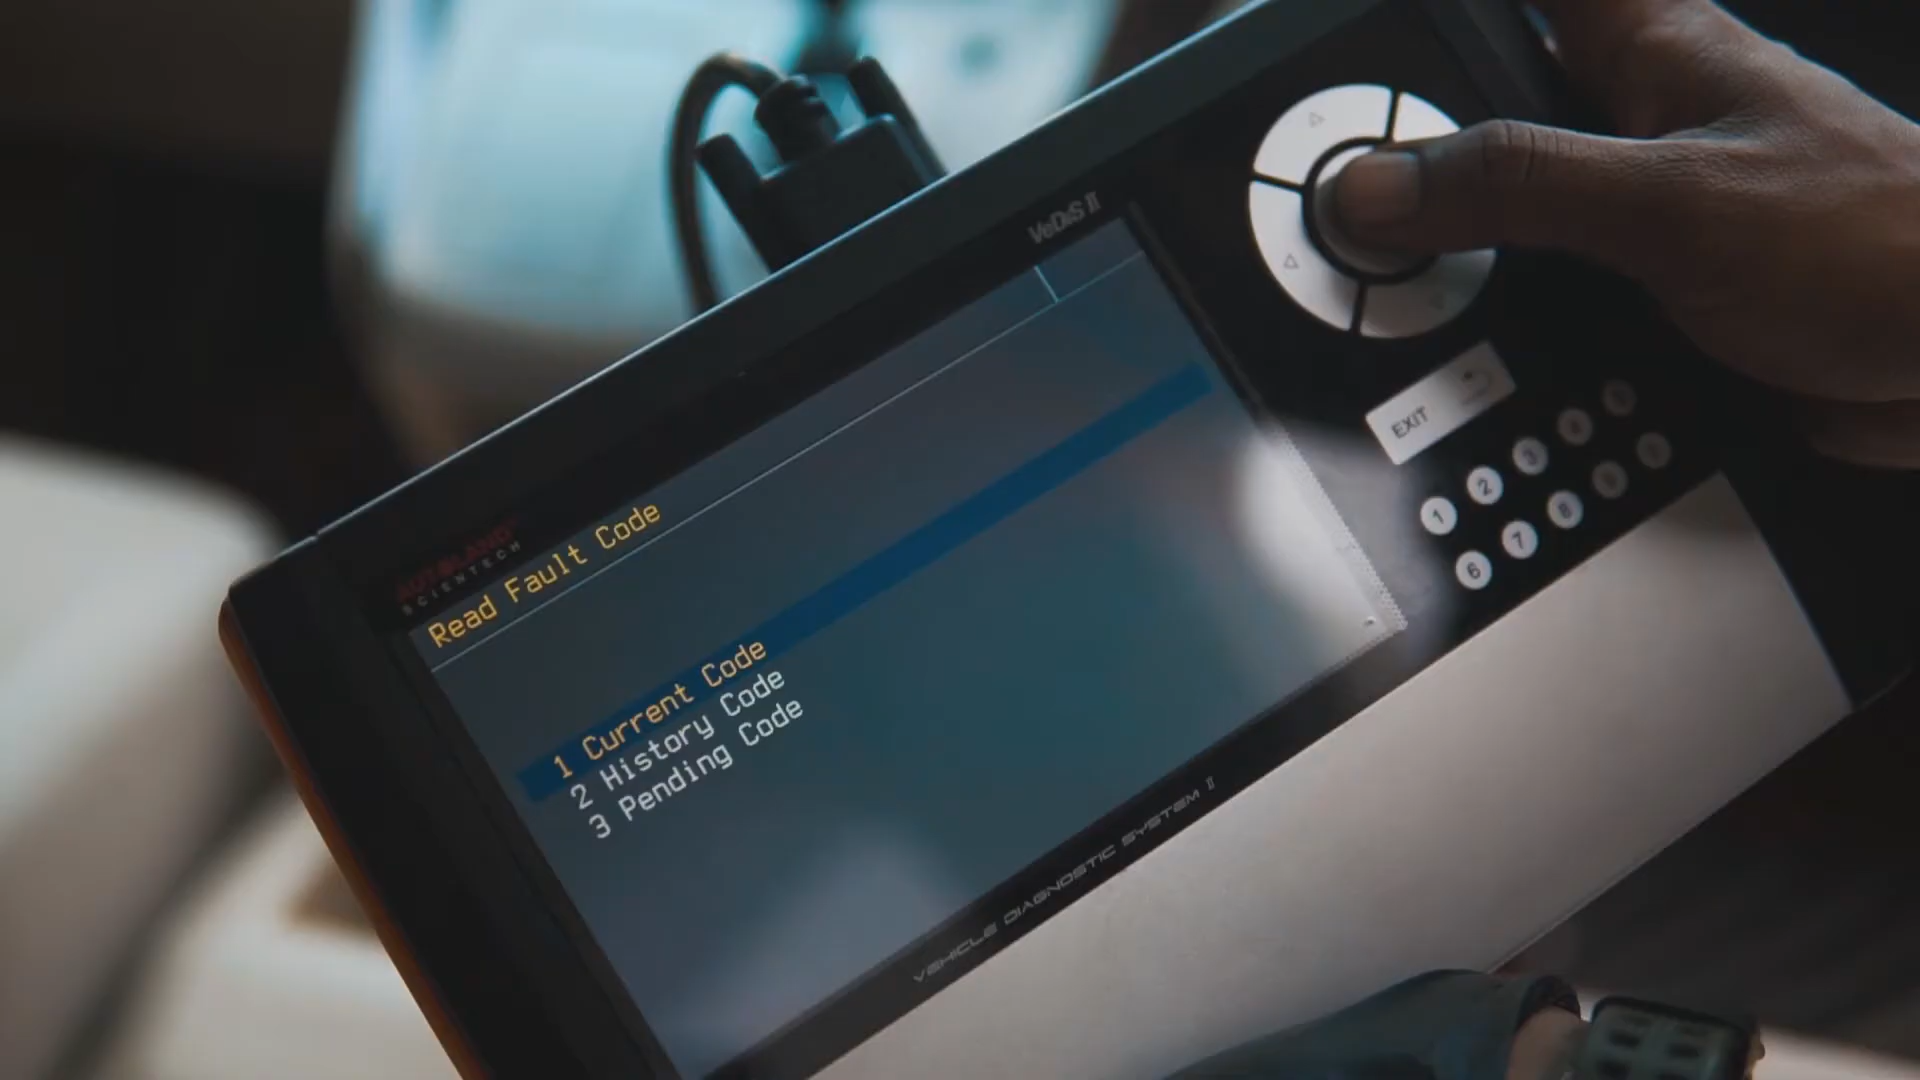 VeDiS II
AUTOLAND
SCIENTECH
Read Fault Code
1 Current Code
2 History Code
3 Pending Code
VEHICLE DIAGNOSTIC SYSTEM II
EXIT
1 2 3 4
6 7 8